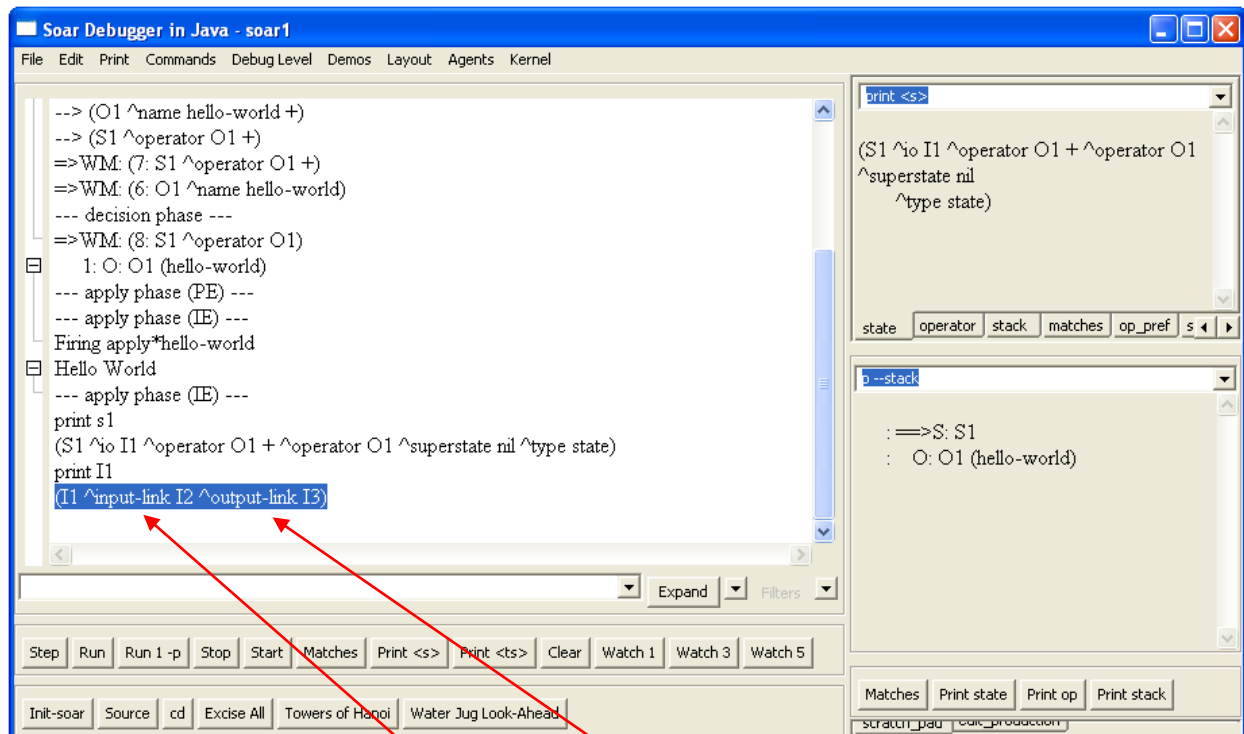 Soar Debugger in Java - soar1
File Edit Print Commands Debug Level Demos Layout Agents Kernel
--> (O1 ^name hello-world +)
--> (S1 ^operator O1 +)
=>WM: (7: S1 ^operator O1 +)
=>WM: (6: O1 ^name hello-world)
--- decision phase ---
=>WM: (8: S1 ^operator O1)
1: O: O1 (hello-world)
--- apply phase (PE) ---
--- apply phase (IE) ---
Firing apply*hello-world
Hello World
--- apply phase (IE) ---
print s1
(S1 ^io I1 ^operator O1 + ^operator O1 ^superstate nil ^type state)
print I1
(I1 ^input-link I2 ^output-link I3)
Expand Filters
Step Run Run 1 -p Stop Start Matches Print <s> Print <ts> Clear Watch 1 Watch 3 Watch 5
Init-soar Source cd Excise All Towers of Hanoi Water Jug Look-Ahead
print <s>
(S1 ^io I1 ^operator O1 + ^operator O1
^superstate nil
^type state)
state operator stack matches op_pref s
p --stack
: ==>S: S1
: O: O1 (hello-world)
Matches Print state Print op Print stack
scratch_pad edit_production